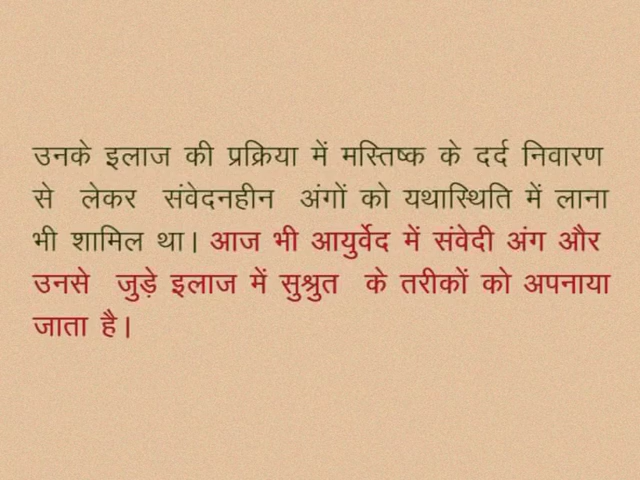 उनके इलाज की प्रक्रिया में मस्तिष्क के दर्द निवारण
से लेकर संवेदनहीन अंगों को यथास्थिति में लाना
भी शामिल था। आज भी आयुर्वेद में संवेदी अंग और
उनसे जुड़े इलाज में सुश्रुत के तरीकों को अपनाया
जाता है।